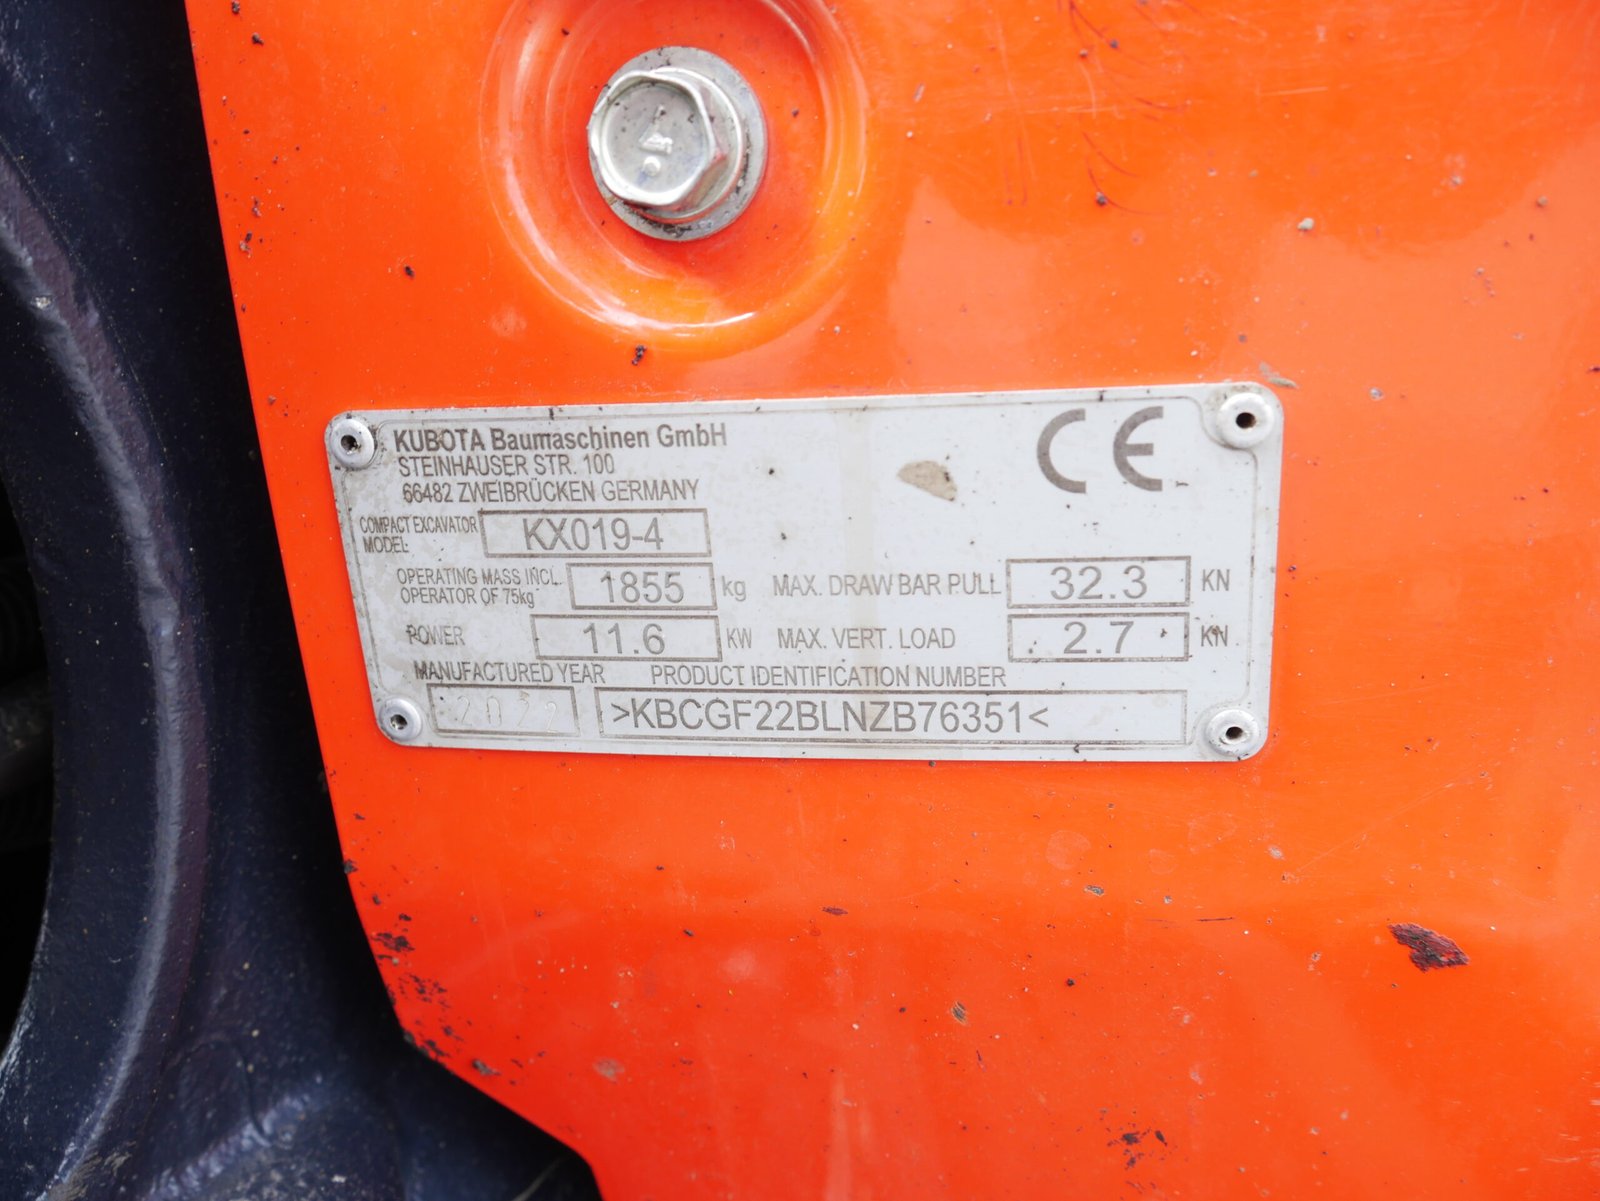 KUBOTA Baumaschinen GmbH
STEINHAUSER STR. 100
66482 ZWEIBRÜCKEN GERMANY
CE
COMPACT EXCAVATOR MODEL KX019-4
OPERATING MASS INCL. OPERATOR OF 75kg 1855 kg MAX. DRAW BAR PULL 32.3 KN
POWER 11.6 KW MAX. VERT. LOAD 2.7 KN
MANUFACTURED YEAR PRODUCT IDENTIFICATION NUMBER
2022 >KBCGF22BLNZB76351<